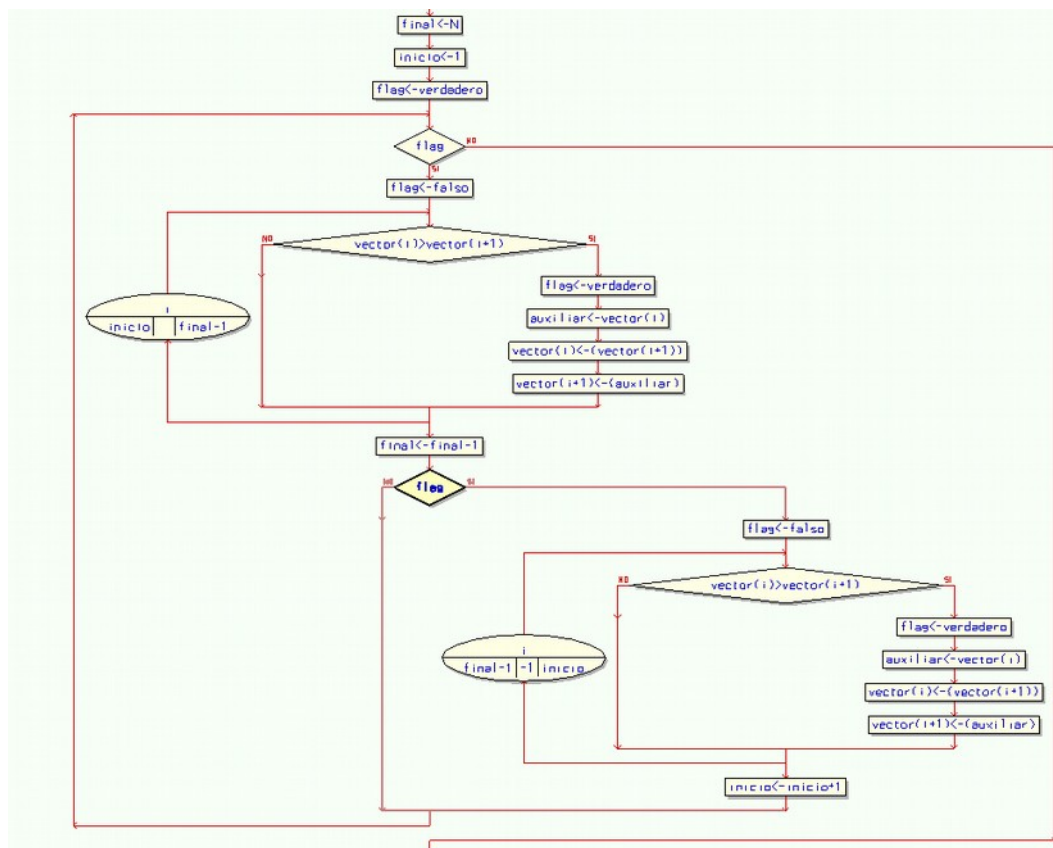 final<-N
inicio<-1
flag<-verdadero
flag
NO
SI
flag<-falso
NO
vector(i)>vector(i+1)
SI
flag<-verdadero
i
inicio
final-1
auxiliar<-vector(i)
vector(i)<-(vector(i+1))
vector(i+1)<-(auxiliar)
final<-final-1
NO
flag
SI
flag<-falso
NO
vector(i)>vector(i+1)
SI
flag<-verdadero
i
final-1
-1
inicio
auxiliar<-vector(i)
vector(i)<-(vector(i+1))
vector(i+1)<-(auxiliar)
inicio<-inicio+1